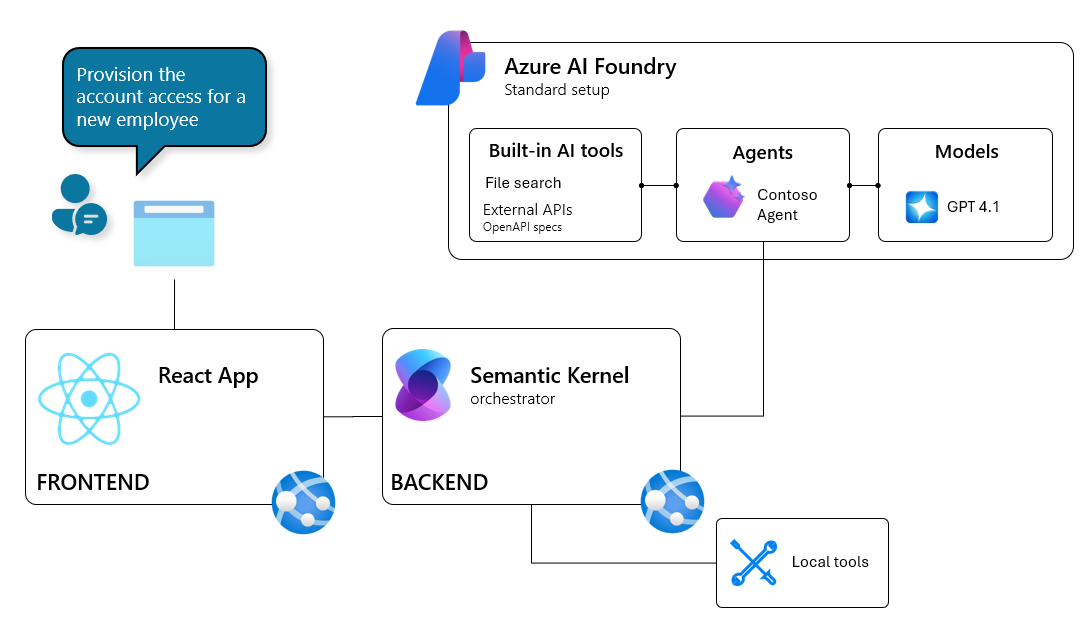 Provision the
account access for a
new employee
Azure AI Foundry
Standard setup
Built-in AI tools
File search
External APIs
OpenAPI specs
Agents
Contoso
Agent
Models
GPT 4.1
React App
FRONTEND
Semantic Kernel
orchestrator
BACKEND
Local tools